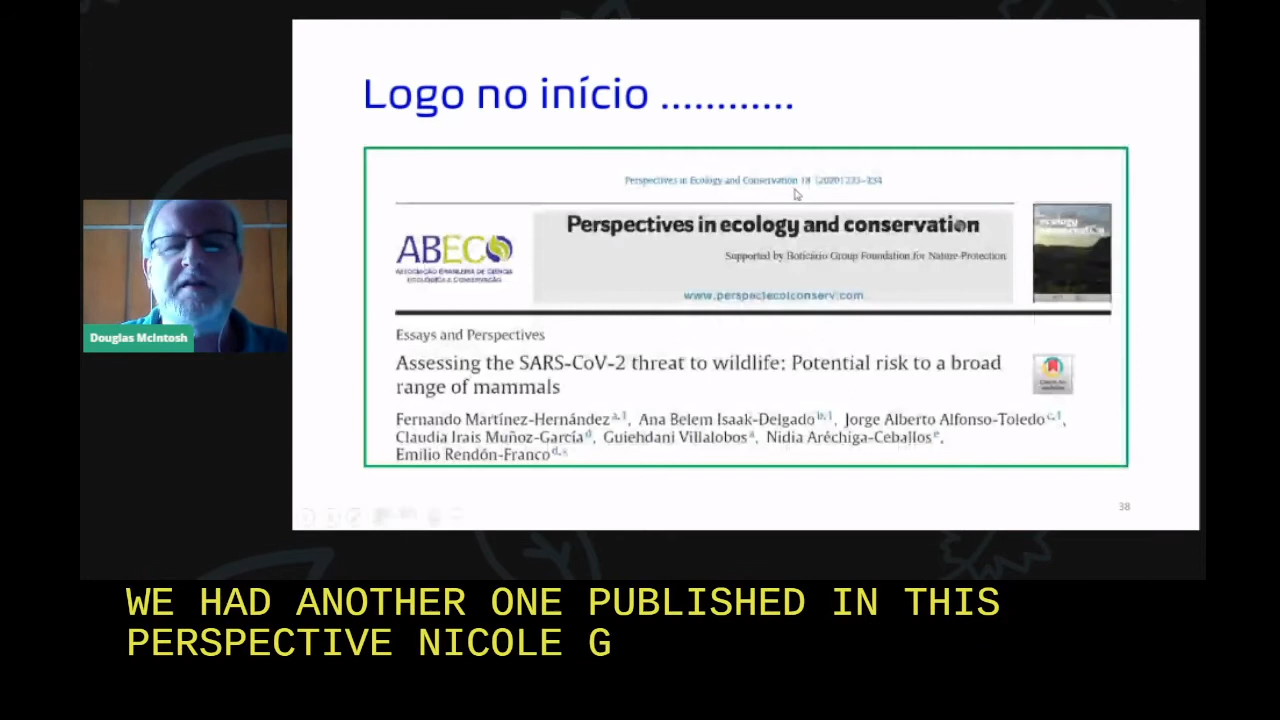 Logo no início ............
Perspectives in Ecology and Conservation 18 (2020) 223–234
ABECO
ASSOCIAÇÃO BRASILEIRA DE CIÊNCIA
ECOLÓGICA E CONSERVAÇÃO
Perspectives in ecology and conservation
Supported by Boticário Group Foundation for Nature Protection
www.perspectecolconserv.com
Essays and Perspectives
Assessing the SARS-CoV-2 threat to wildlife: Potential risk to a broad
range of mammals
Fernando Martínez-Hernández a,1, Ana Belem Isaak-Delgado b,1, Jorge Alberto Alfonso-Toledo c,1,
Claudia Irais Muñoz-García d, Guiehdani Villalobos a, Nidia Aréchiga-Ceballos e,
Emilio Rendón-Franco d,*
38
Douglas McIntosh
WE HAD ANOTHER ONE PUBLISHED IN THIS
PERSPECTIVE NICOLE G